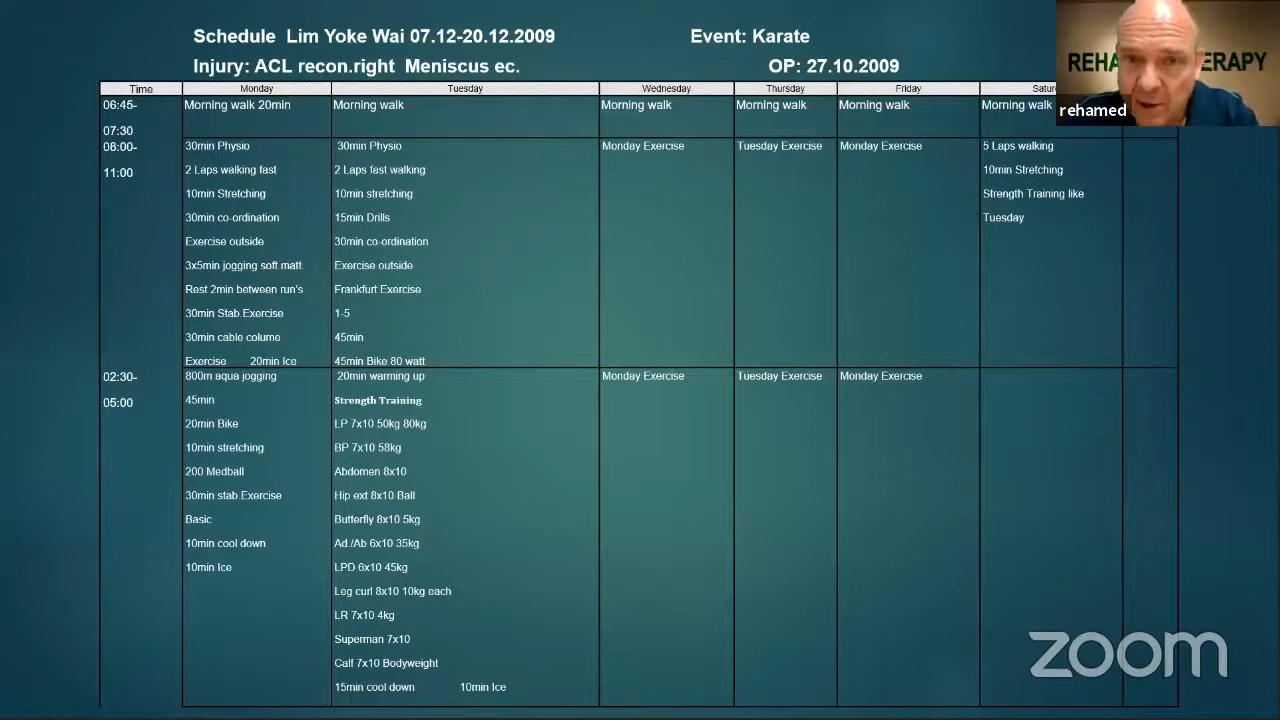 Schedule Lim Yoke Wai 07.12-20.12.2009
Event: Karate
Injury: ACL recon.right Meniscus ec.
OP: 27.10.2009
Time
Monday
Tuesday
Wednesday
Thursday
Friday
Satur
06:45-
07:30
Morning walk 20min
Morning walk
Morning walk
Morning walk
Morning walk
Morning walk
08:00-
11:00
30min Physio
2 Laps walking fast
10min Stretching
30min co-ordination
Exercise outside
3x5min jogging soft matt.
Rest 2min between run's
30min Stab.Exercise
30min cable colume
Exercise 20min Ice
30min Physio
2 Laps fast walking
10min stretching
15min Drills
30min co-ordination
Exercise outside
Frankfurt Exercise
1-5
45min
45min Bike 80 watt
Monday Exercise
Tuesday Exercise
Monday Exercise
5 Laps walking
10min Stretching
Strength Training like
Tuesday
02:30-
05:00
800m aqua jogging
45min
20min Bike
10min stretching
200 Medball
30min stab.Exercise
Basic
10min cool down
10min Ice
20min warming up
Strength Training
LP 7x10 50kg 80kg
BP 7x10 58kg
Abdomen 8x10
Hip ext 8x10 Ball
Butterfly 8x10 5kg
Ad./Ab 6x10 35kg
LPD 6x10 45kg
Leg curl 8x10 10kg each
LR 7x10 4kg
Superman 7x10
Calf 7x10 Bodyweight
15min cool down 10min Ice
Monday Exercise
Tuesday Exercise
Monday Exercise
REHA ERAPY
rehamed
zoom